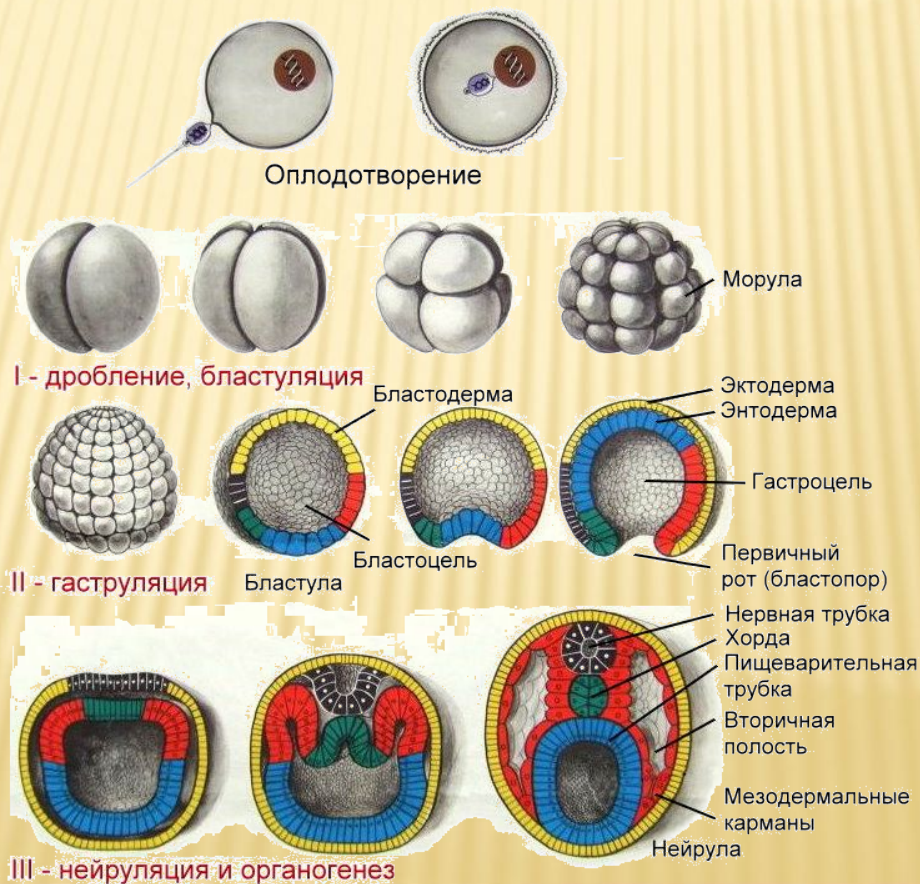 Оплодотворение
Морула
I - дробление, бластуляция
Бластодерма
Эктодерма
Энтодерма
Гастроцель
Бластоцель
Первичный
рот (бластопор)
II - гаструляция
Бластула
Нервная трубка
Хорда
Пищеварительная
трубка
Вторичная
полость
Мезодермальные
карманы
Нейрула
III - нейруляция и органогенез